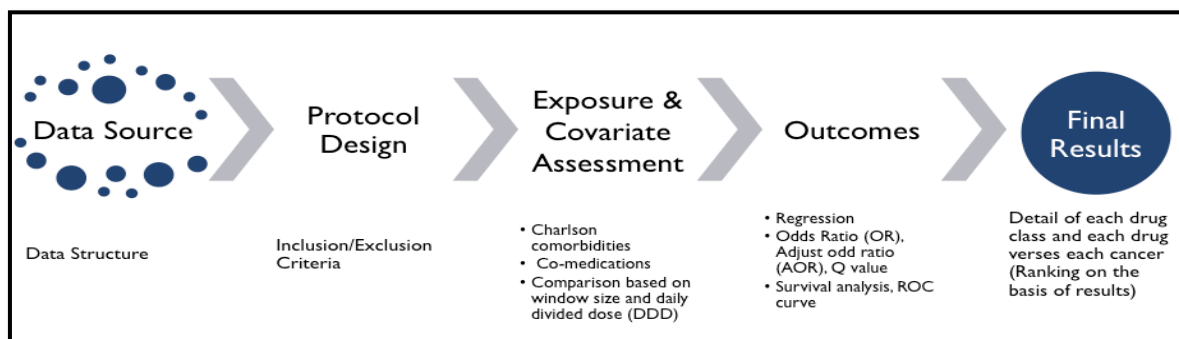 Data Source
Data Structure
Protocol
Design
Inclusion/Exclusion
Criteria
Exposure &
Covariate
Assessment
• Charlson
comorbidities
• Co-medications
• Comparison based on
window size and daily
divided dose (DDD)
Outcomes
• Regression
• Odds Ratio (OR),
Adjust odd ratio
(AOR), Q value
• Survival analysis, ROC
curve
Final
Results
Detail of each drug
class and each drug
verses each cancer
(Ranking on the
basis of results)